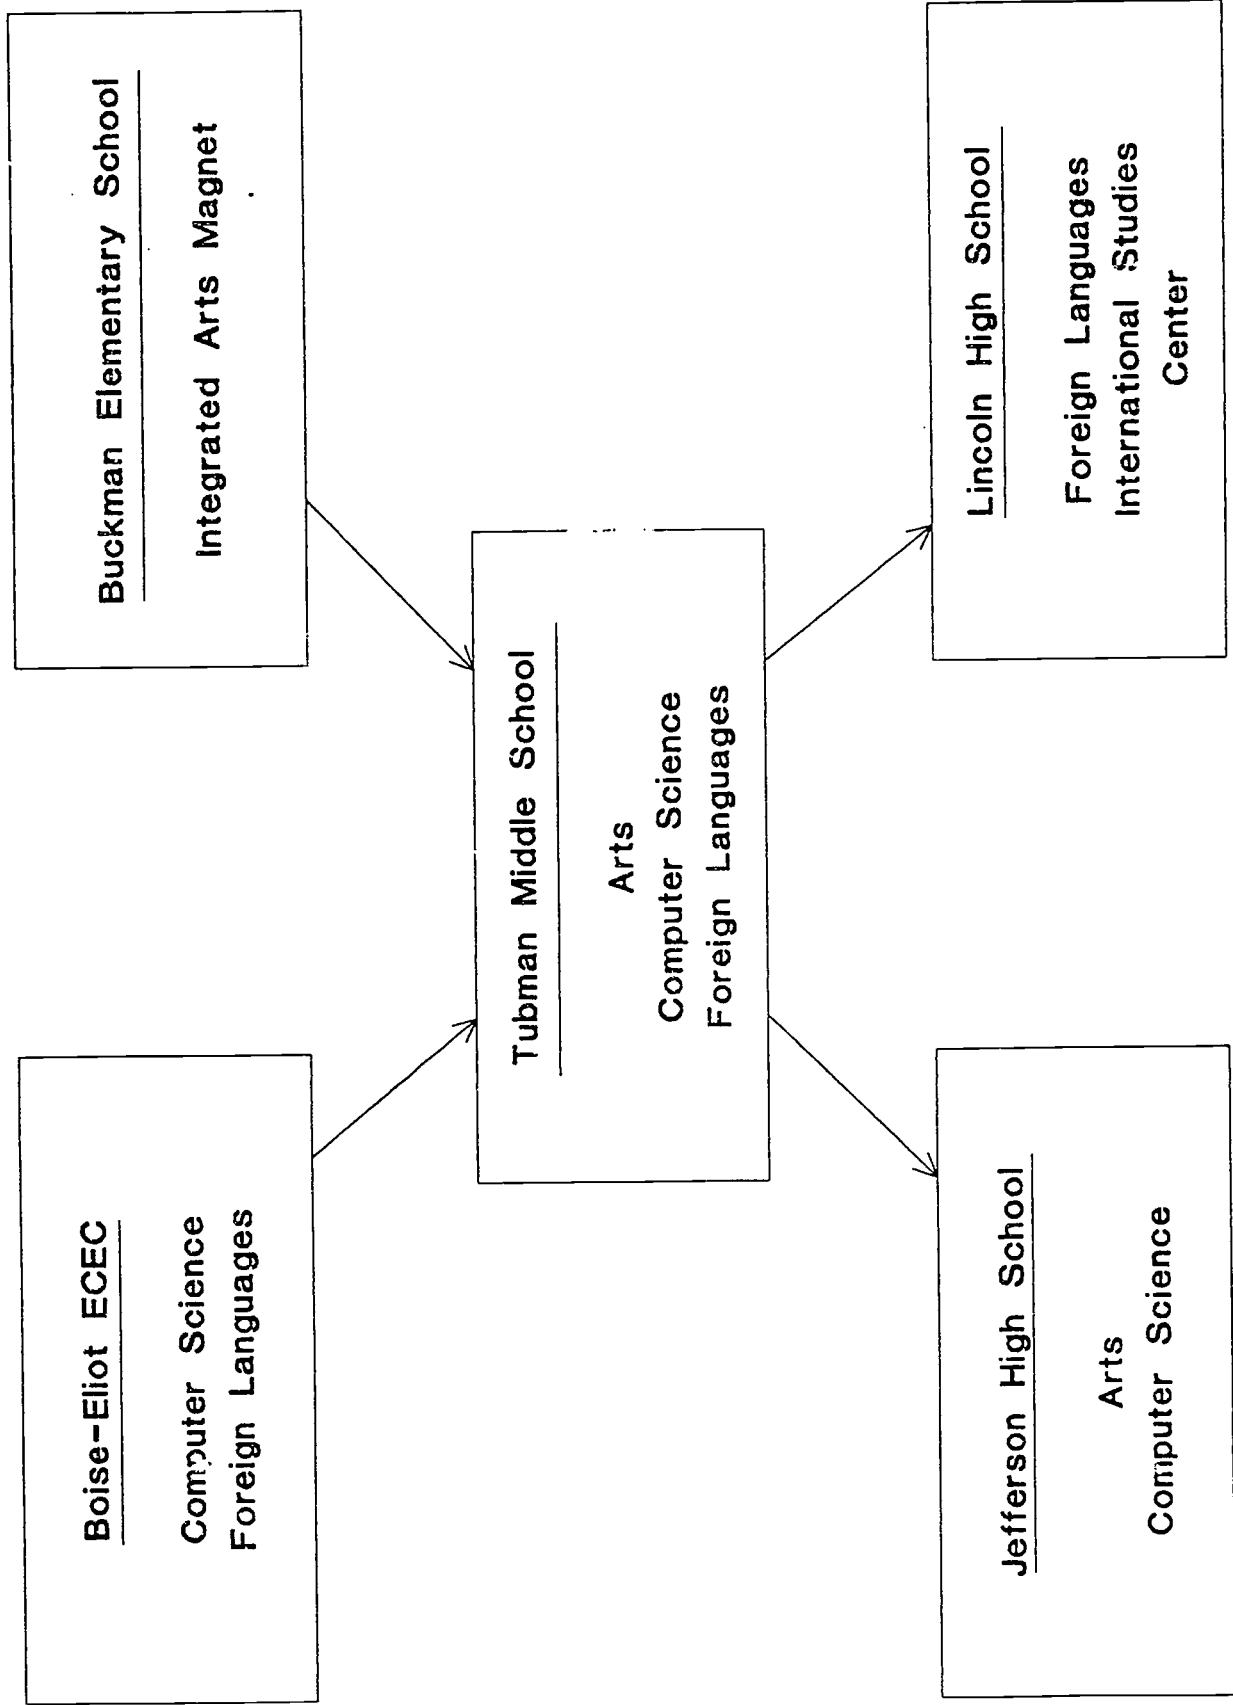 Boise-Eliot ECEC
Computer Science
Foreign Languages
Buckman Elementary School
Integrated Arts Magnet
Tubman Middle School
Arts
Computer Science
Foreign Languages
Jefferson High School
Arts
Computer Science
Lincoln High School
Foreign Languages
International Studies
Center